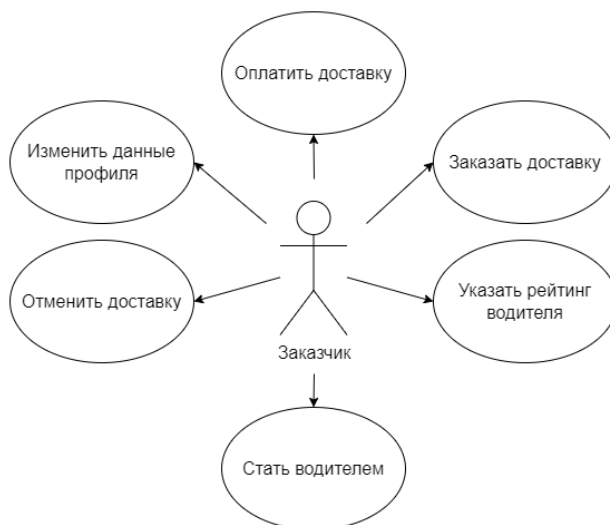 Оплатить доставку
Изменить данные
профиля
Заказать доставку
Отменить доставку
Указать рейтинг
водителя
Заказчик
Стать водителем